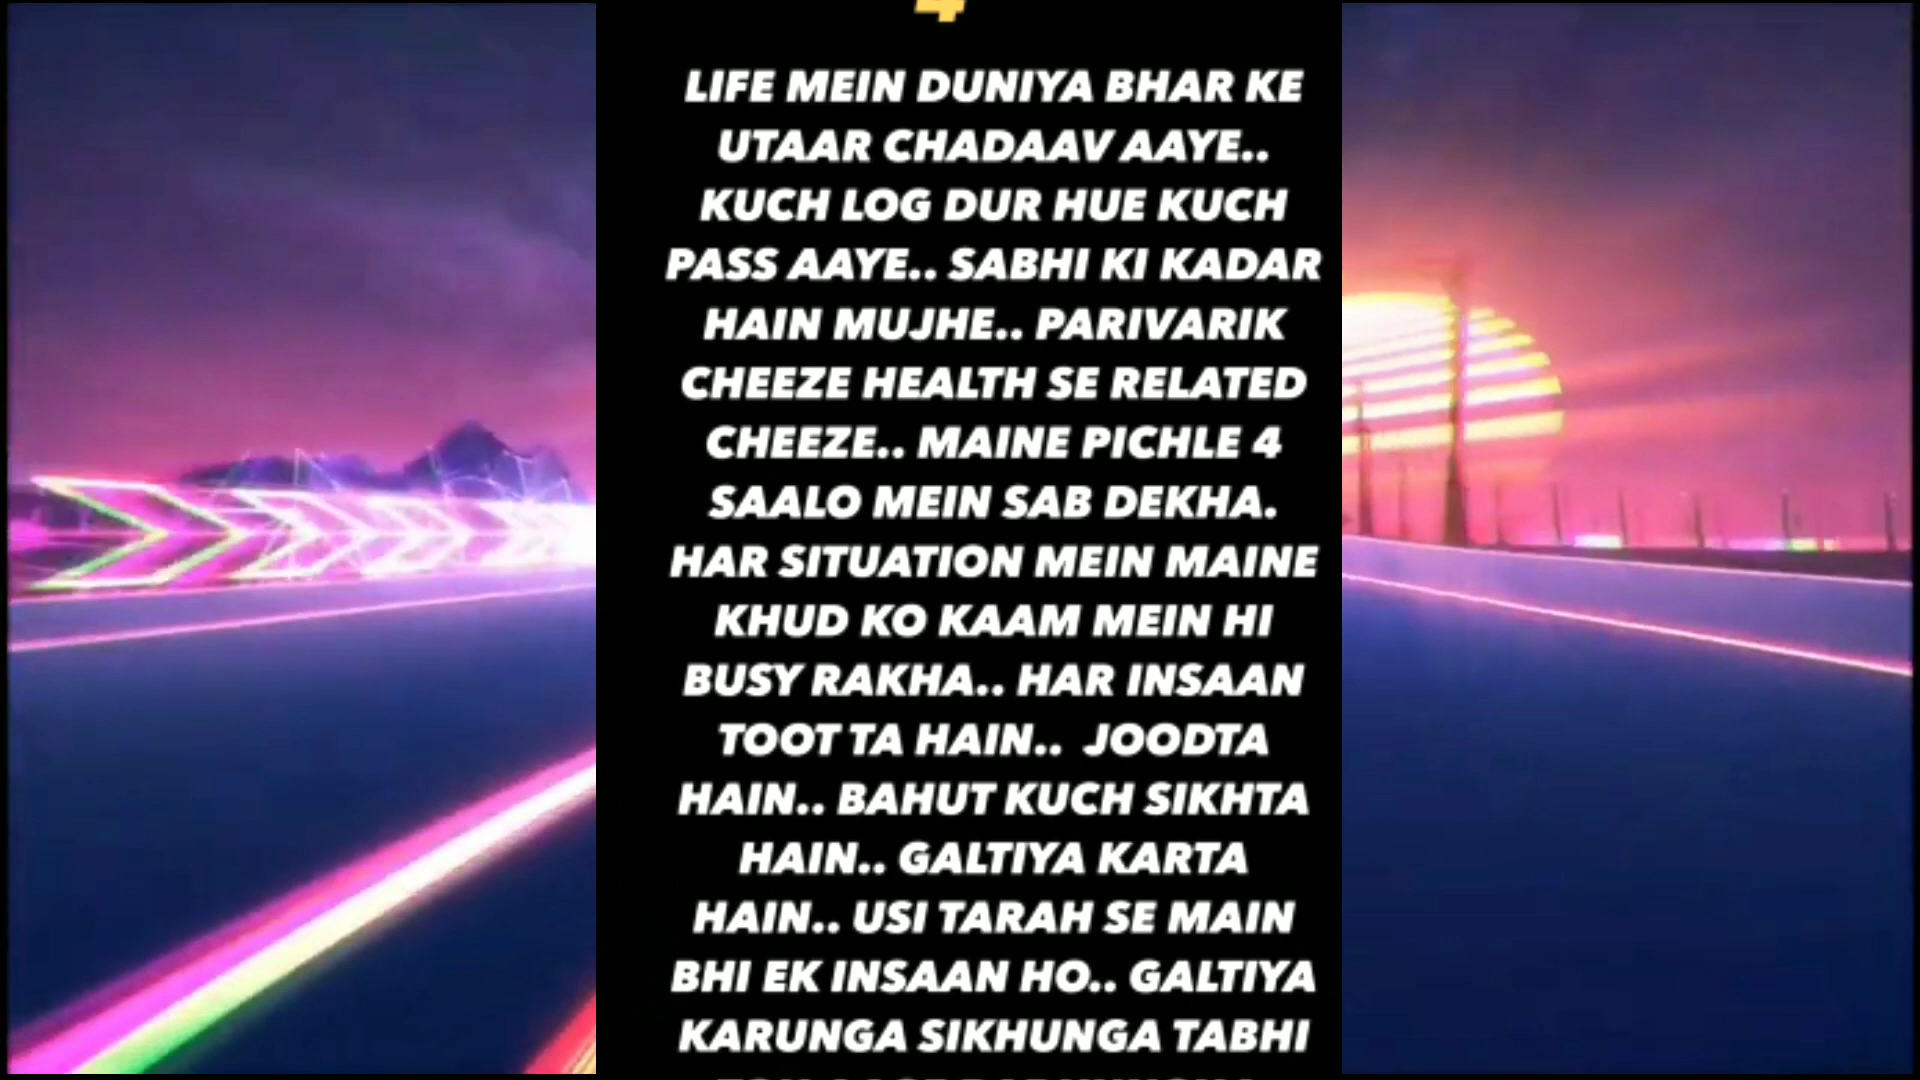 4
LIFE MEIN DUNIYA BHAR KE
UTAAR CHADAAV AAYE..
KUCH LOG DUR HUE KUCH
PASS AAYE.. SABHI KI KADAR
HAIN MUJHE.. PARIVARIK
CHEEZE HEALTH SE RELATED
CHEEZE.. MAINE PICHLE 4
SAALO MEIN SAB DEKHA.
HAR SITUATION MEIN MAINE
KHUD KO KAAM MEIN HI
BUSY RAKHA.. HAR INSAAN
TOOT TA HAIN..  JOODTA
HAIN.. BAHUT KUCH SIKHTA
HAIN.. GALTIYA KARTA
HAIN.. USI TARAH SE MAIN
BHI EK INSAAN HO.. GALTIYA
KARUNGA SIKHUNGA TABHI